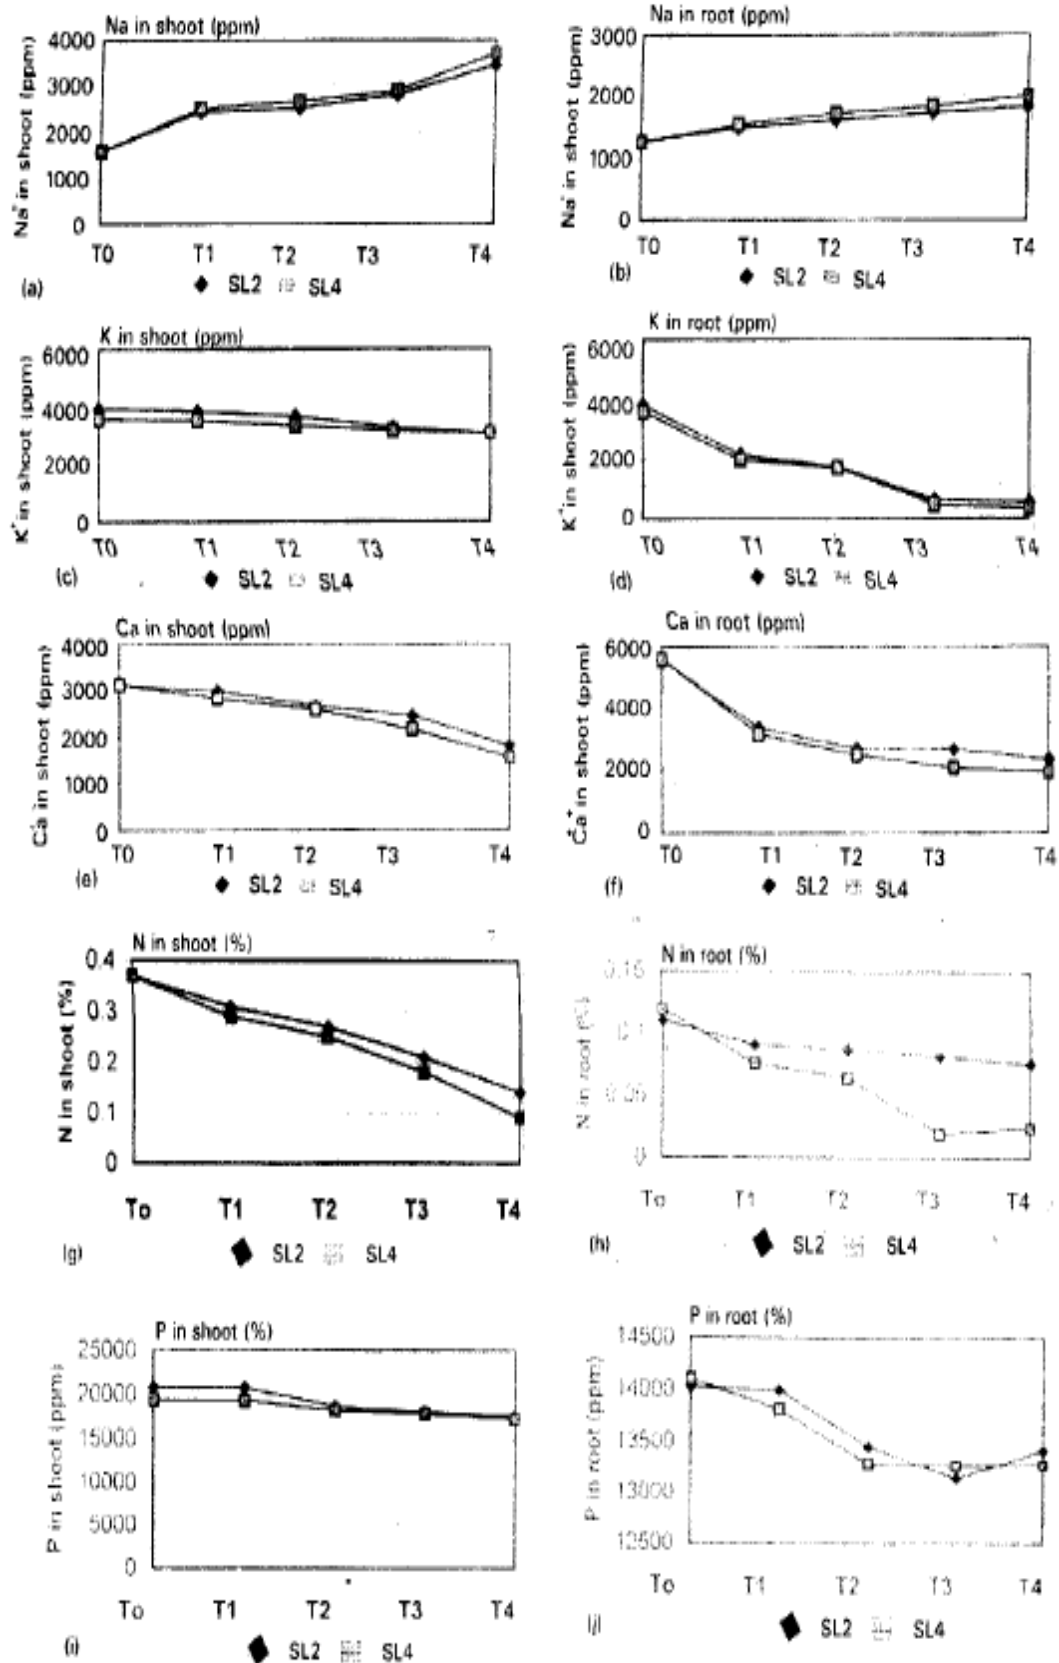 Na in shoot (ppm)
Na in shoot (ppm)
4000
3000
2000
1000
0
T0 T1 T2 T3 T4
(a)
SL2 SL4
Na in root (ppm)
Na in shoot (ppm)
3000
2000
1000
0
T0 T1 T2 T3 T4
(b)
SL2 SL4
K in shoot (ppm)
K+ in shoot (ppm)
6000
4000
2000
0
T0 T1 T2 T3 T4
(c)
SL2 SL4
K in root (ppm)
K+ in shoot (ppm)
6000
4000
2000
0
T0 T1 T2 T3 T4
(d)
SL2 SL4
Ca in shoot (ppm)
Ca in shoot (ppm)
4000
3000
2000
1000
0
T0 T1 T2 T3 T4
(e)
SL2 SL4
Ca in root (ppm)
Ca+ in shoot (ppm)
6000
4000
2000
0
T0 T1 T2 T3 T4
(f)
SL2 SL4
N in shoot (%)
N in shoot (%)
0.4
0.3
0.2
0.1
0
To T1 T2 T3 T4
(g)
SL2 SL4
N in root (%)
N in root (%)
0.15
0.1
0.05
0
To T1 T2 T3 T4
(h)
SL2 SL4
P in shoot (%)
P in shoot (ppm)
25000
20000
15000
10000
5000
0
To T1 T2 T3 T4
(i)
SL2 SL4
P in root (%)
P in root (ppm)
14500
14000
13500
13000
12500
To T1 T2 T3 T4
(j)
SL2 SL4